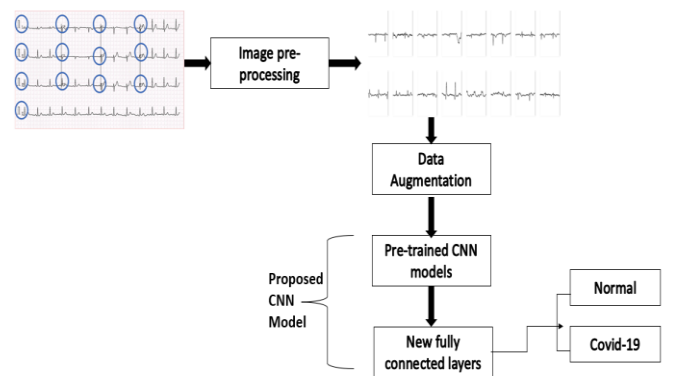 Image pre-
processing
Data
Augmentation
Pre-trained CNN
models
Proposed
CNN
Model
New fully
connected layers
Normal
Covid-19